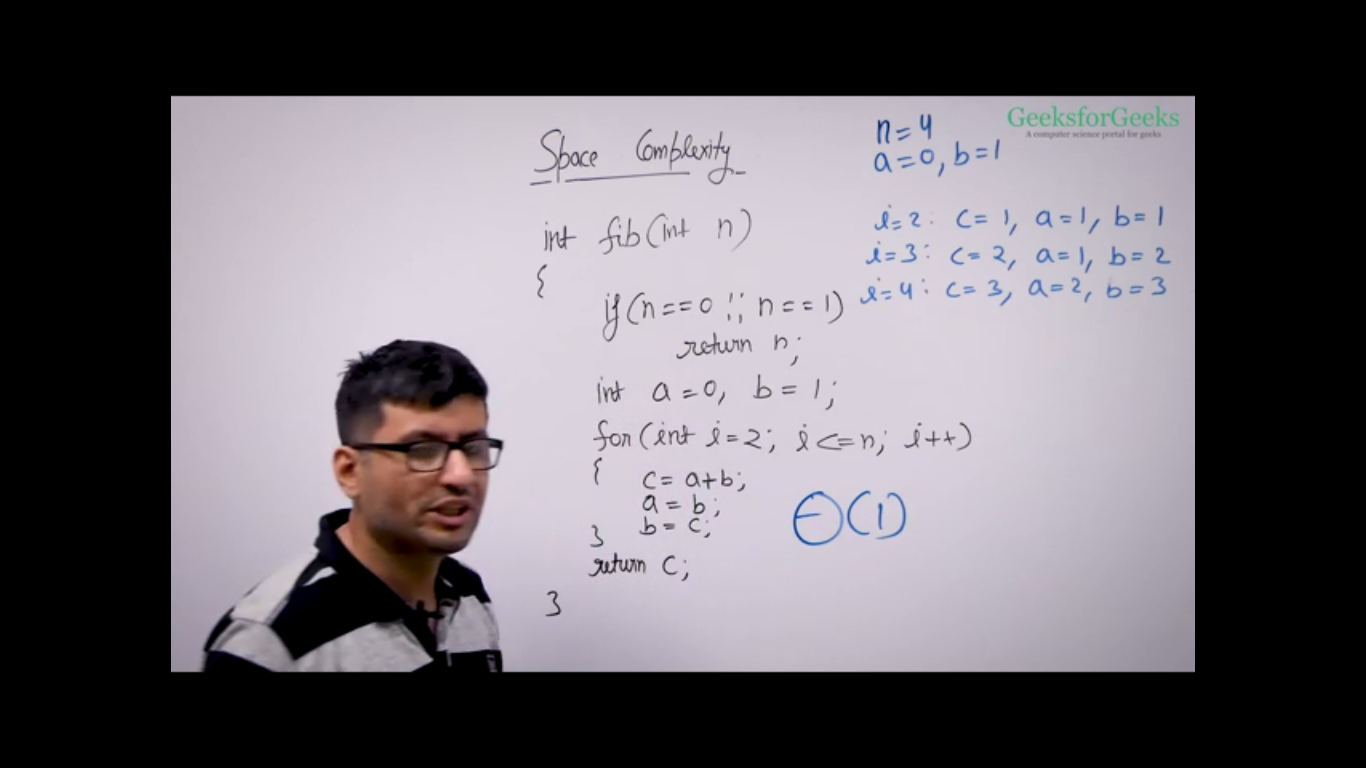 GeeksforGeeks
A computer science portal for geeks
Space Complexity
int fib(int n)
{
if(n==0 || n==1)
return n;
int a=0, b=1;
for(int i=2; i<=n; i++)
{
c= a+b;
a = b;
b= c;
}
return c;
}
Θ(1)
n=4
a=0, b=1
i=2: c=1, a=1, b=1
i=3: c=2, a=1, b=2
i=4: c=3, a=2, b=3